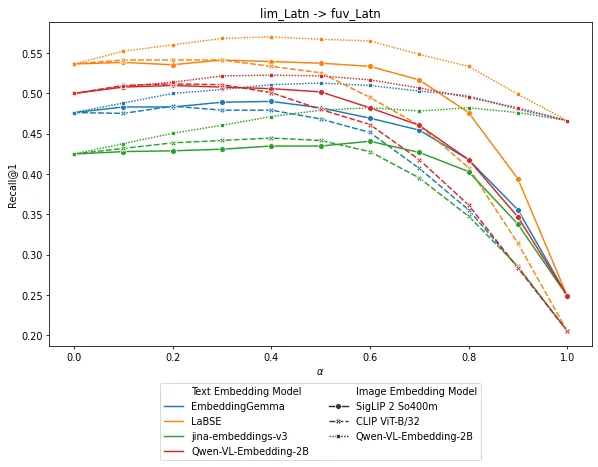 lim_Latn -> fuv_Latn
Recall@1
0.55
0.50
0.45
0.40
0.35
0.30
0.25
0.20
0.0 0.2 0.4 0.6 0.8 1.0
α
Text Embedding Model
EmbeddingGemma
LaBSE
jina-embeddings-v3
Qwen-VL-Embedding-2B
Image Embedding Model
SigLIP 2 So400m
CLIP ViT-B/32
Qwen-VL-Embedding-2B